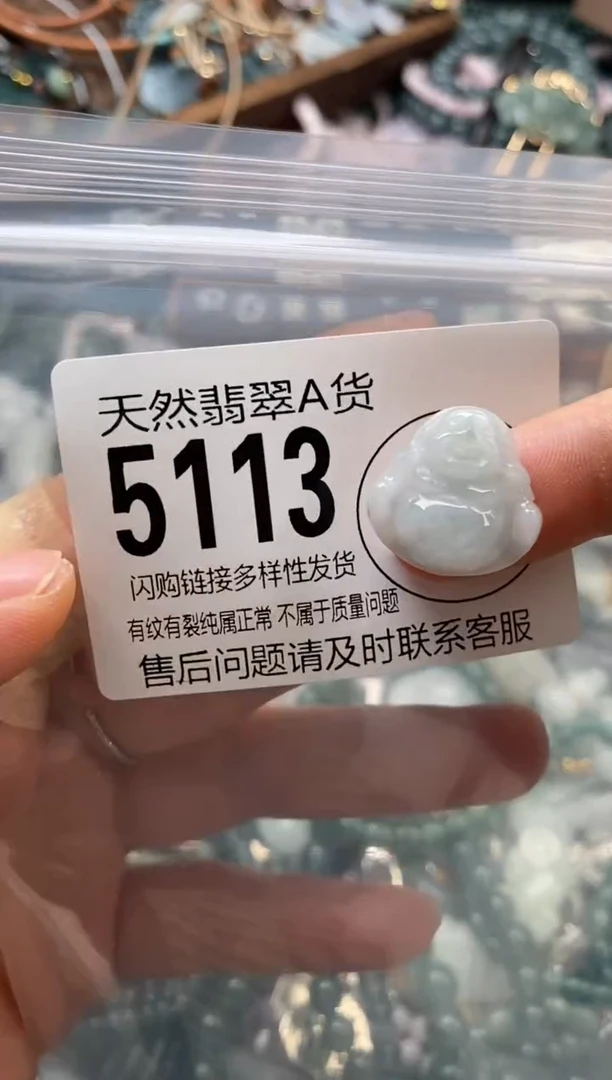 天然翡翠A货
5113
闪购链接多样性发货
有纹有裂纯属正常 不属于质量问题
售后问题请及时联系客服